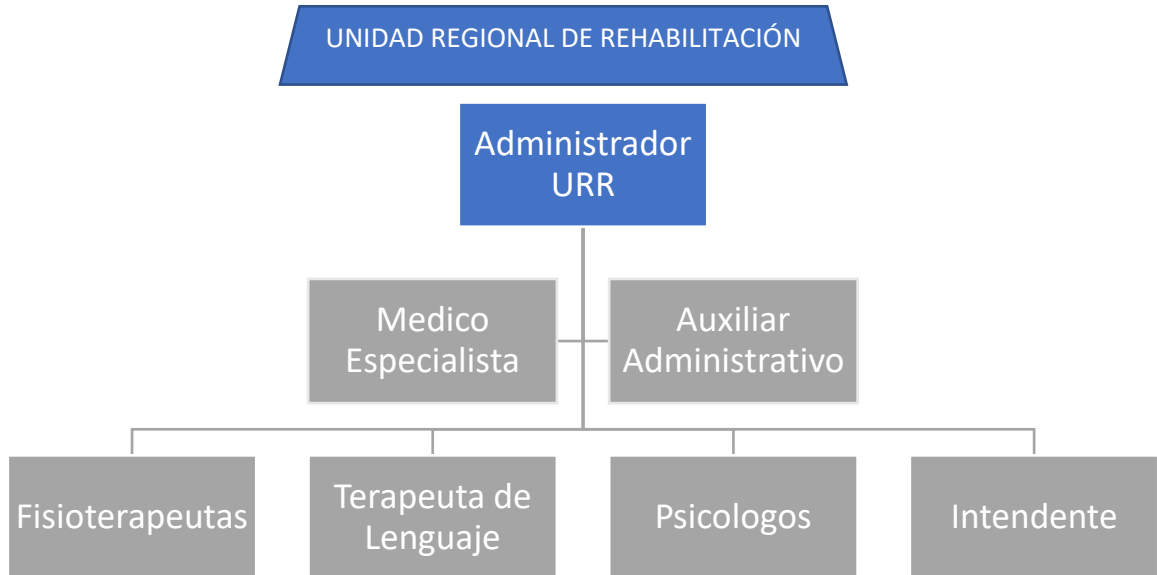 UNIDAD REGIONAL DE REHABILITACIÓN
Administrador
URR
Medico
Especialista
Auxiliar
Administrativo
Fisioterapeutas
Terapeuta de
Lenguaje
Psicologos
Intendente